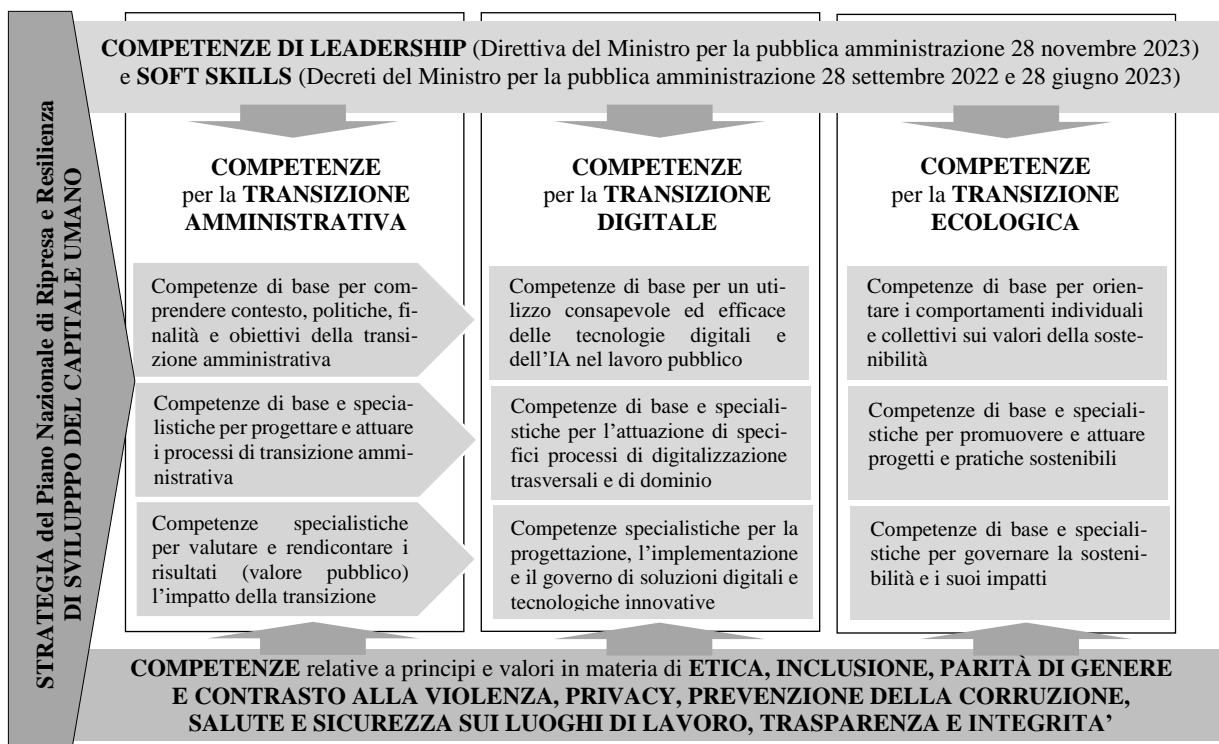 STRATEGIA del Piano Nazionale di Ripresa e Resilienza
DI SVILUPPPO DEL CAPITALE UMANO
COMPETENZE DI LEADERSHIP (Direttiva del Ministro per la pubblica amministrazione 28 novembre 2023)
e SOFT SKILLS (Decreti del Ministro per la pubblica amministrazione 28 settembre 2022 e 28 giugno 2023)
COMPETENZE
per la TRANSIZIONE
AMMINISTRATIVA
Competenze di base per com-
prendere contesto, politiche, fi-
nalità e obiettivi della transi-
zione amministrativa
Competenze di base e specia-
listiche per progettare e attuare
i processi di transizione ammi-
nistrativa
Competenze specialistiche
per valutare e rendicontare i
risultati (valore pubblico)
l'impatto della transizione
COMPETENZE
per la TRANSIZIONE
DIGITALE
Competenze di base per un uti-
lizzo consapevole ed efficace
delle tecnologie digitali e
dell'IA nel lavoro pubblico
Competenze di base e speciali-
stiche per l'attuazione di speci-
fici processi di digitalizzazione
trasversali e di dominio
Competenze specialistiche per la
progettazione, l'implementazione
e il governo di soluzioni digitali e
tecnologiche innovative
COMPETENZE
per la TRANSIZIONE
ECOLOGICA
Competenze di base per orien-
tare i comportamenti individuali
e collettivi sui valori della soste-
nibilità
Competenze di base e speciali-
stiche per promuovere e attuare
progetti e pratiche sostenibili
Competenze di base e speciali-
stiche per governare la sosteni-
bilità e i suoi impatti
COMPETENZE relative a principi e valori in materia di ETICA, INCLUSIONE, PARITÀ DI GENERE
E CONTRASTO ALLA VIOLENZA, PRIVACY, PREVENZIONE DELLA CORRUZIONE,
SALUTE E SICUREZZA SUI LUOGHI DI LAVORO, TRASPARENZA E INTEGRITA'